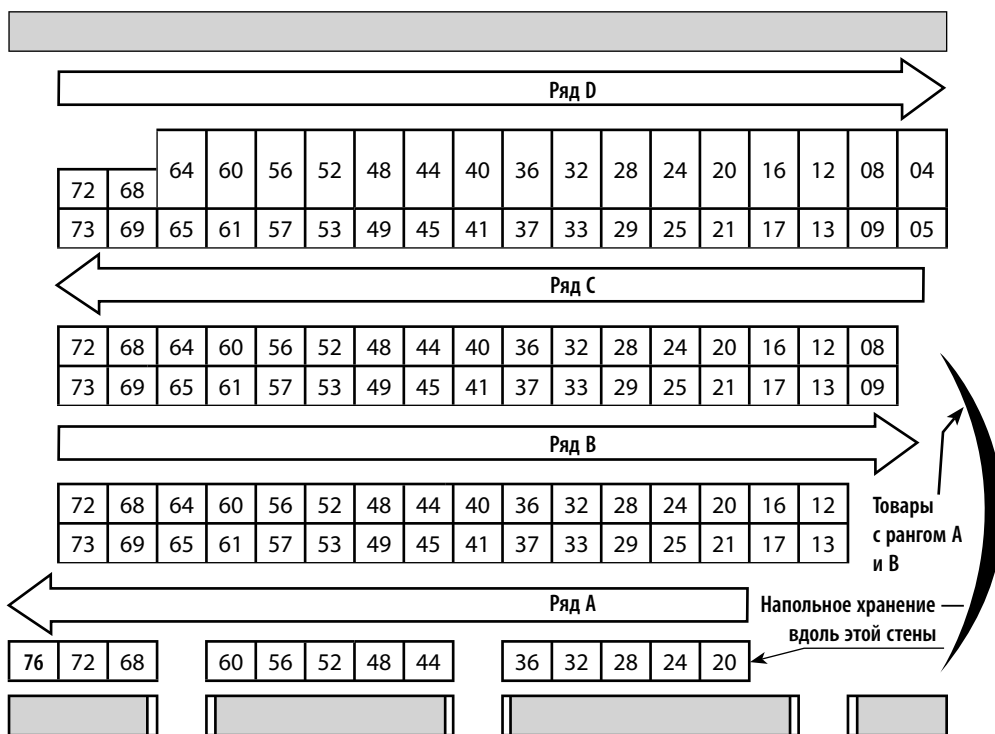 Ряд D
64 60 56 52 48 44 40 36 32 28 24 20 16 12 08 04
72 68
73 69 65 61 57 53 49 45 41 37 33 29 25 21 17 13 09 05
Ряд C
72 68 64 60 56 52 48 44 40 36 32 28 24 20 16 12 08
73 69 65 61 57 53 49 45 41 37 33 29 25 21 17 13 09
Ряд B
72 68 64 60 56 52 48 44 40 36 32 28 24 20 16 12
73 69 65 61 57 53 49 45 41 37 33 29 25 21 17 13
Товары
с рангом А
и В
Ряд A
Напольное хранение
вдоль этой стены
76 72 68 60 56 52 48 44 36 32 28 24 20